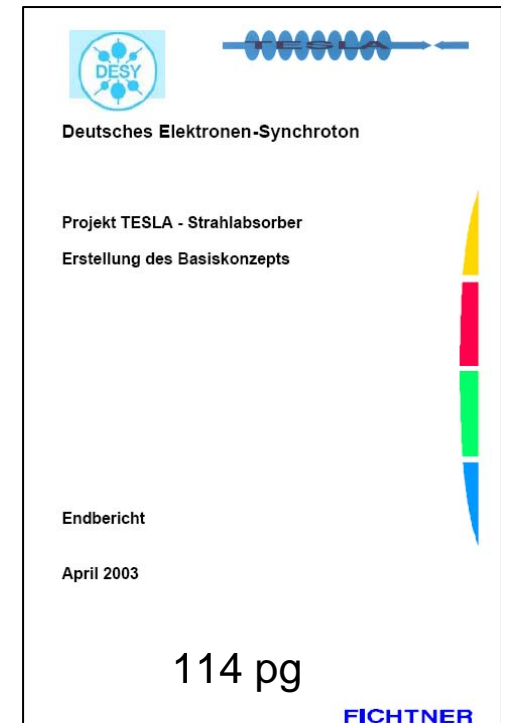 DESY
TESLA
Deutsches Elektronen-Synchroton
Projekt TESLA - Strahlabsorber
Erstellung des Basiskonzepts
Endbericht
April 2003
114 pg
FICHTNER